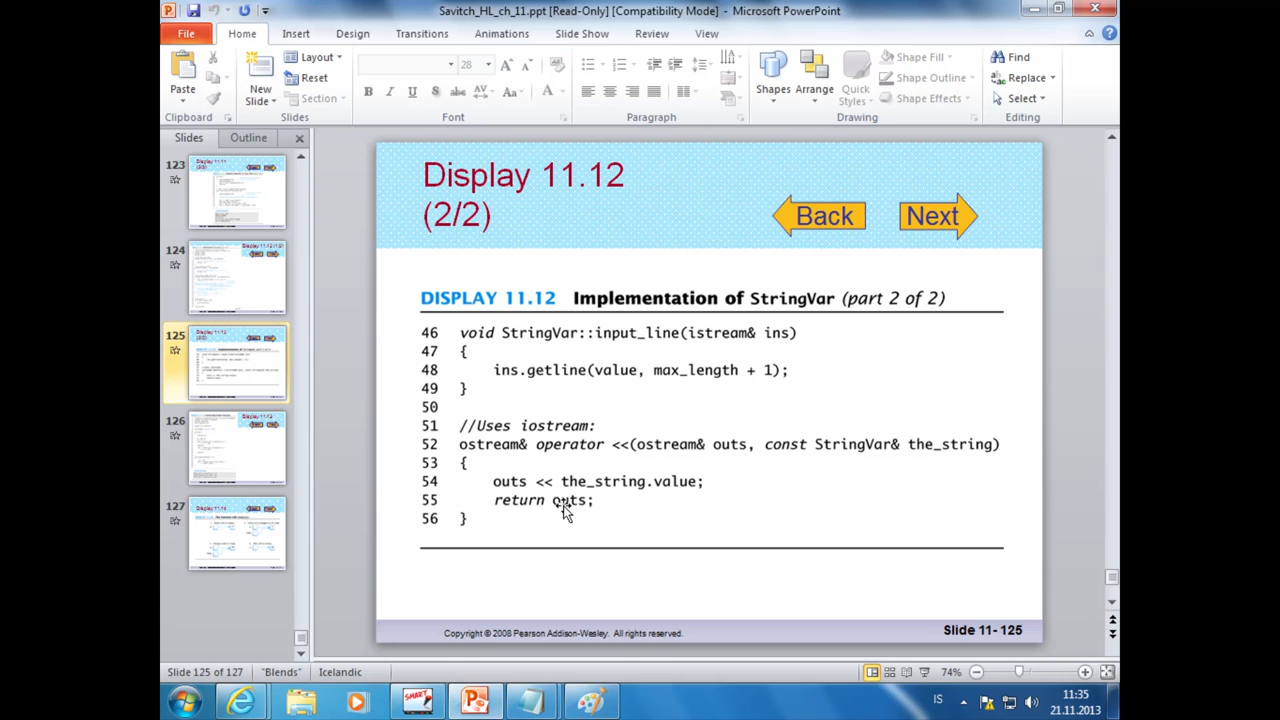 Savitch_HL_ch_11.ppt [Read-Only] [Compatibility Mode] - Microsoft PowerPoint
File Home Insert Design Transitions Animations Slide Show Review View
Paste
Clipboard
New Slide
Layout
Reset
Section
Slides
28
Font
Paragraph
Shapes
Arrange
Quick Styles
Shape Fill
Shape Outline
Shape Effects
Drawing
Find
Replace
Select
Editing
Slides Outline
123
124
125
126
127
Display 11.12
(2/2)
Back Next
DISPLAY 11.12 Implementation of StringVar (part 2 of 2)
46 void StringVar::input_line(istream& ins)
47
48 ins.getline(value, max_length + 1);
49 }
50
51 ses iostream:
52 ream& operator <<(ostream& outs, const StringVar& the_string)
53
54 outs << the_string.value;
55 return outs;
56 }
Copyright © 2008 Pearson Addison-Wesley. All rights reserved.
Slide 11- 125
Slide 125 of 127 "Blends" Icelandic 74%
IS 11:35
21.11.2013